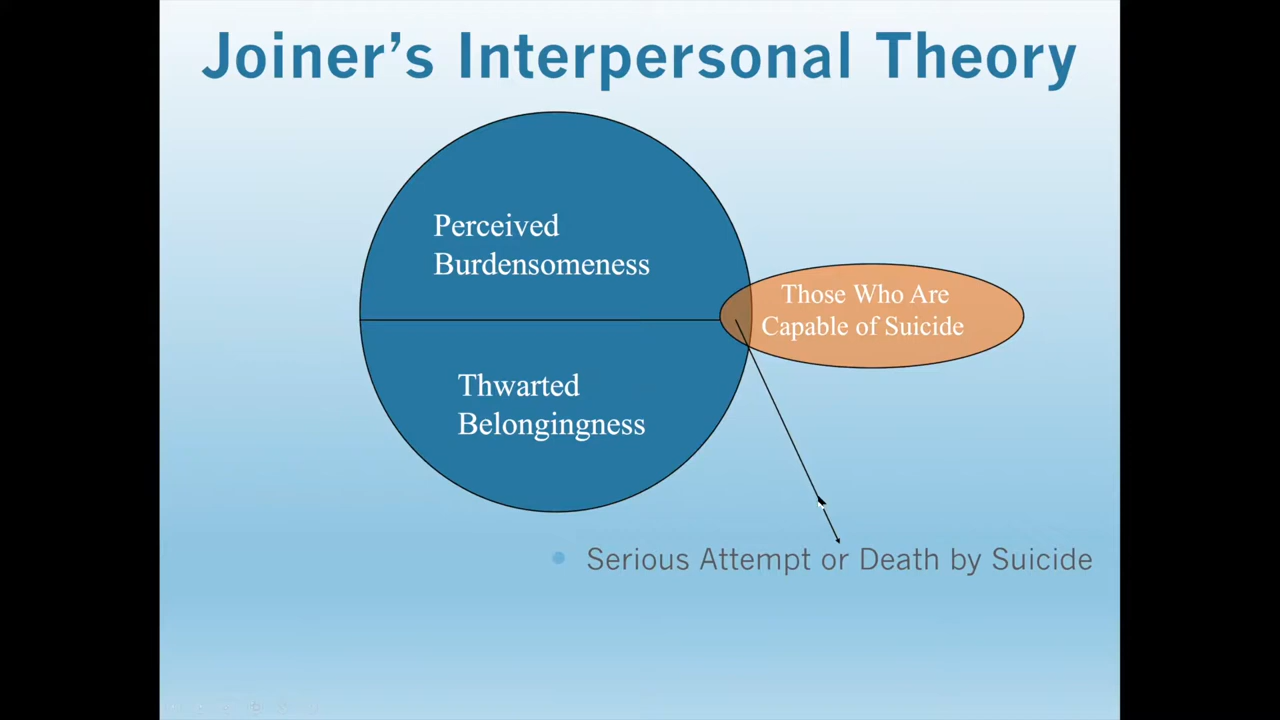 Joiner’s Interpersonal Theory
Perceived
Burdensomeness
Those Who Are
Capable of Suicide
Thwarted
Belongingness
Serious Attempt or Death by Suicide